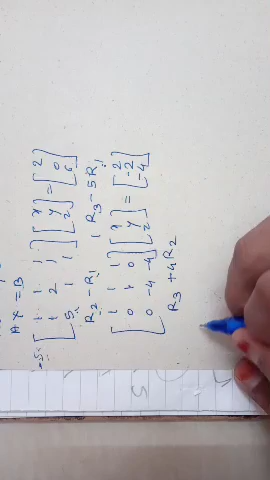 AX = B
1 1 1 x 2
1 2 1 y = 0
5 1 1 z 6
R2 - R1, R3 - 5R1
1 1 1 x 2
0 1 0 y = -2
0 -4 -4 z -4
R3 + 4R2